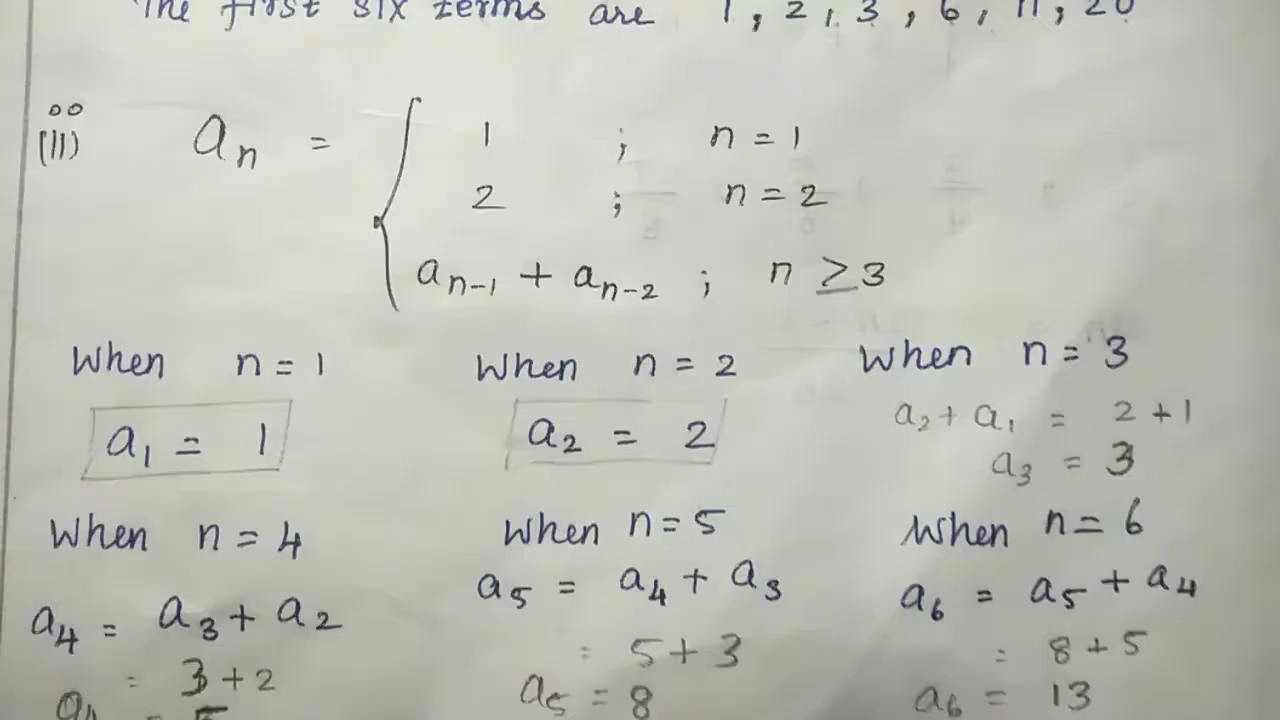 The first six terms are 1, 2, 3, 6, 11, 20
(ii) aₙ = { 1 ; n = 1
2 ; n = 2
aₙ₋₁ + aₙ₋₂ ; n ≥ 3
When n = 1 When n = 2 When n = 3
a₁ = 1 a₂ = 2 a₂ + a₁ = 2 + 1
a₃ = 3
When n = 4 When n = 5 When n = 6
a₄ = a₃ + a₂ a₅ = a₄ + a₃ a₆ = a₅ + a₄
= 3 + 2 = 5 + 3 = 8 + 5
a₄ = 5 a₅ = 8 a₆ = 13